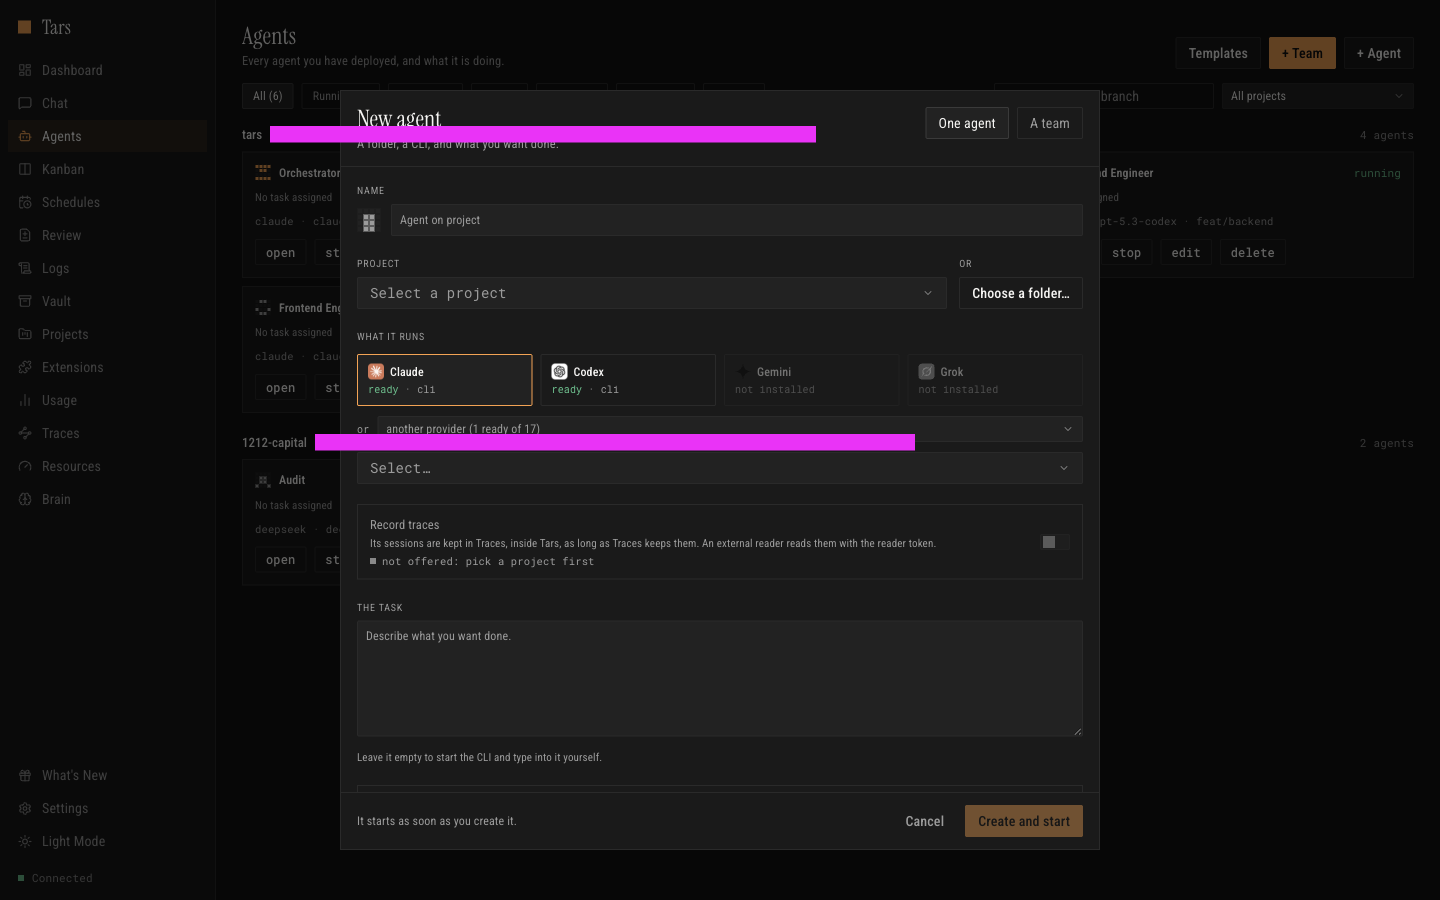 Tars
Dashboard
Chat
Agents
Kanban
Schedules
Review
Logs
Vault
Projects
Extensions
Usage
Traces
Resources
Brain
What's New
Settings
Light Mode
Connected
Agents
Every agent you have deployed, and what it is doing.
Templates
+ Team
+ Agent
All (6)
branch
All projects
tars
4 agents
Orchestrator
No task assigned
claude
open
Engineer
running
feat/backend
stop
edit
delete
Frontend
No task assigned
claude
open
1212-capital
2 agents
Audit
No task assigned
deepseek
open
New agent
A folder, a CLI, and what you want done.
One agent
A team
NAME
Agent on project
PROJECT
Select a project
OR
Choose a folder…
WHAT IT RUNS
Claude
ready · cli
Codex
ready · cli
Gemini
not installed
Grok
not installed
or
another provider (1 ready of 17)
Select…
Record traces
Its sessions are kept in Traces, inside Tars, as long as Traces keeps them. An external reader reads them with the reader token.
not offered: pick a project first
THE TASK
Describe what you want done.
Leave it empty to start the CLI and type into it yourself.
It starts as soon as you create it.
Cancel
Create and start